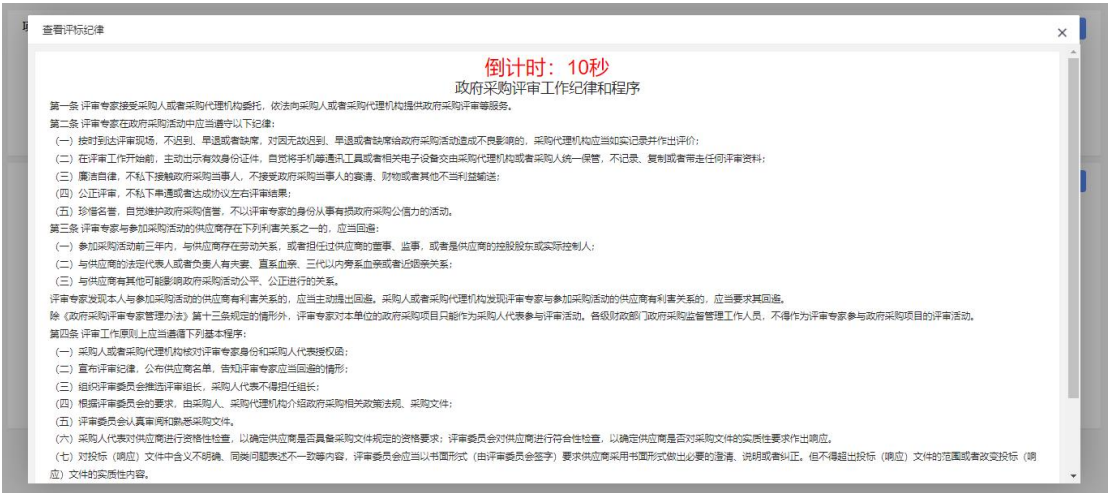 查看评标纪律
×
倒计时：10秒
政府采购评审工作纪律和程序
第一条 评审专家接受采购人或者采购代理机构委托，依法向采购人或者采购代理机构提供政府采购评审等服务。
第二条 评审专家在政府采购活动中应当遵守以下纪律：
（一）按时到达评审现场，不迟到、早退或者缺席，对因无故迟到、早退或者缺席给政府采购活动造成不良影响的，采购代理机构应当如实记录并作出评价；
（二）在评审工作开始前，主动出示有效身份证件，自觉将手机等通讯工具或者相关电子设备交由采购代理机构或者采购人统一保管，不记录、复制或者带走任何评审资料；
（三）廉洁自律，不私下接触政府采购当事人，不接受政府采购当事人的宴请、财物或者其他不当利益输送；
（四）公正评审，不私下串通或者达成协议左右评审结果；
（五）珍惜名誉，自觉维护政府采购信誉，不以评审专家的身份从事有损政府采购公信力的活动。
第三条 评审专家与参加采购活动的供应商存在下列利害关系之一的，应当回避：
（一）参加采购活动前三年内，与供应商存在劳动关系，或者担任过供应商的董事、监事，或者是供应商的控股股东或实际控制人；
（二）与供应商的法定代表人或者负责人有夫妻、直系血亲、三代以内旁系血亲或者近姻亲关系；
（三）与供应商有其他可能影响政府采购活动公平、公正进行的关系。
评审专家发现本人与参加采购活动的供应商有利害关系的，应当主动提出回避。采购人或者采购代理机构发现评审专家与参加采购活动的供应商有利害关系的，应当要求其回避。
除《政府采购评审专家管理办法》第十三条规定的情形外，评审专家对本单位的政府采购项目只能作为采购人代表参与评审活动。各级财政部门政府采购监督管理工作人员，不得作为评审专家参与政府采购项目的评审活动。
第四条 评审工作原则上应当遵循下列基本程序：
（一）采购人或者采购代理机构核对评审专家身份和采购人代表授权函；
（二）宣布评审纪律，公布供应商名单，告知评审专家应当回避的情形；
（三）组织评审委员会推选评审组长，采购人代表不得担任组长；
（四）根据评审委员会的要求，由采购人、采购代理机构介绍政府采购相关政策法规、采购文件；
（五）评审委员会认真审阅和熟悉采购文件。
（六）采购人代表对供应商进行资格性检查，以确定供应商是否具备采购文件规定的资格要求；评审委员会对供应商进行符合性检查，以确定供应商是否对采购文件的实质性要求作出响应。
（七）对投标（响应）文件中含义不明确、同类问题表述不一致等内容，评审委员会应当以书面形式（由评审委员会签字）要求供应商采用书面形式做出必要的澄清、说明或者纠正。但不得超出投标（响应）文件的范围或者改变投标（响
应）文件的实质性内容。